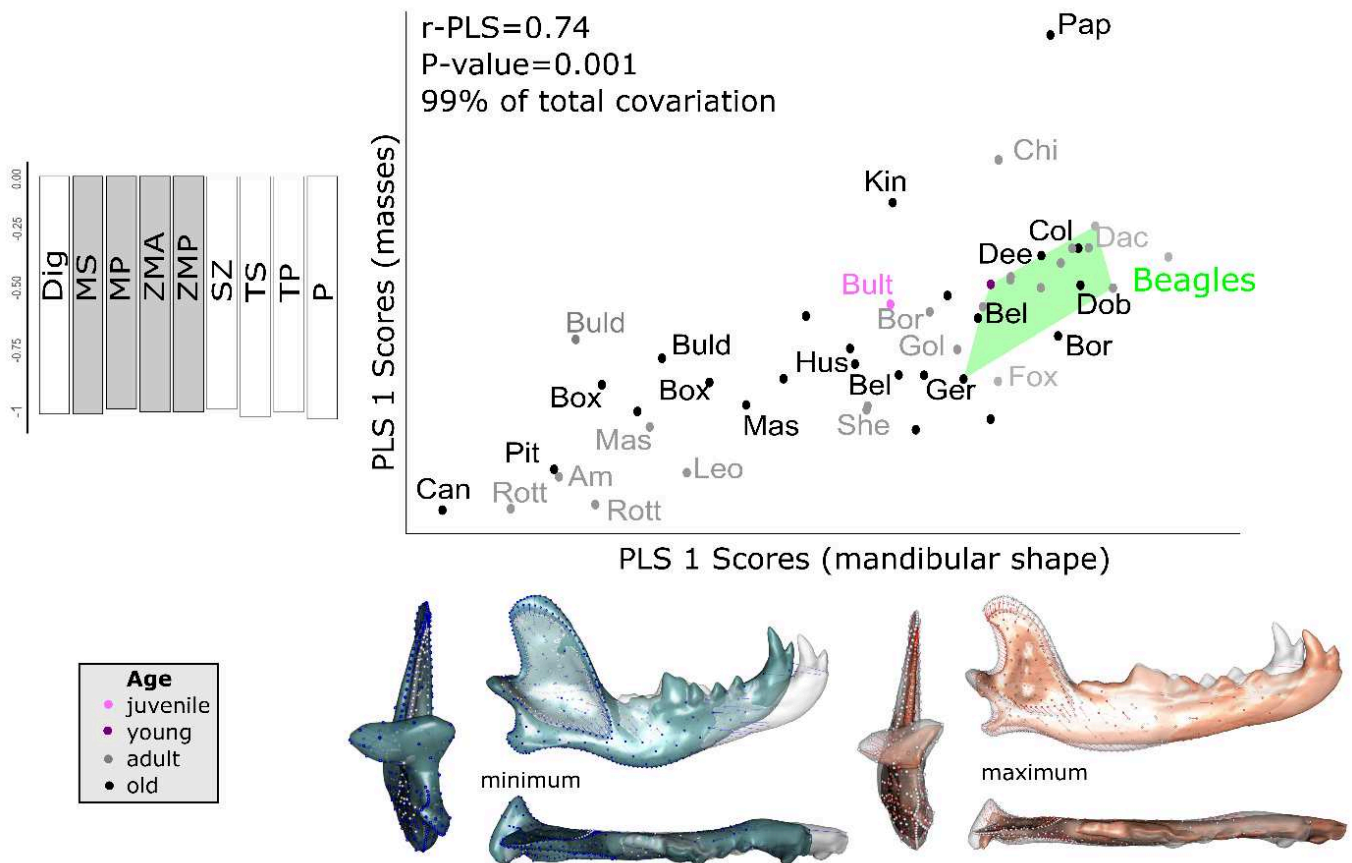 r-PLS=0.74
P-value=0.001
99% of total covariation
PLS 1 Scores (masses)
0.00
-0.25
-0.50
-0.75
-1
Dig
MS
MP
ZMA
ZMP
SZ
TS
TP
P
Pap
Chi
Kin
Col
Dac
Dee
Beagles
Bult
Dob
Bor
Bel
Buld
Bor
Buld
Gol
Hus
Box
Box
Bel
Ger
Fox
Mas
Mas
She
Pit
Am
Leo
Can
Rott
Rott
PLS 1 Scores (mandibular shape)
Age
juvenile
young
adult
old
minimum
maximum